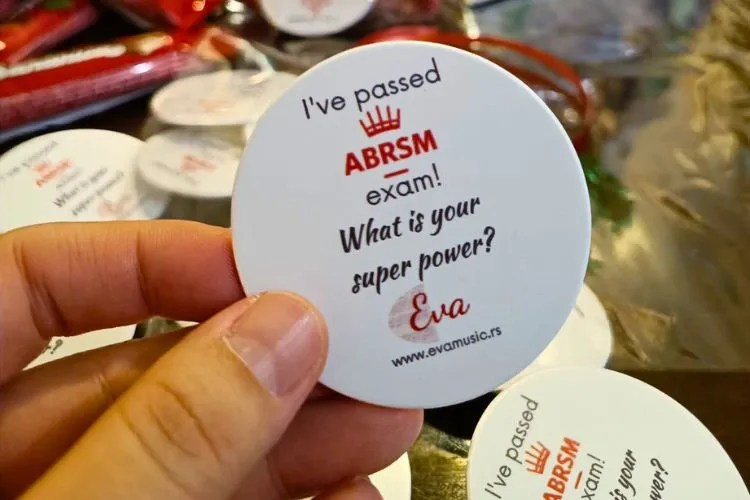 I've passed
ABRSM
exam!
What is your
super power?
Eva
www.evamusic.rs
I've passed
ABRSM
exam!
What is your
super power?
I've passed
ABRSM
exam!
is your
power?